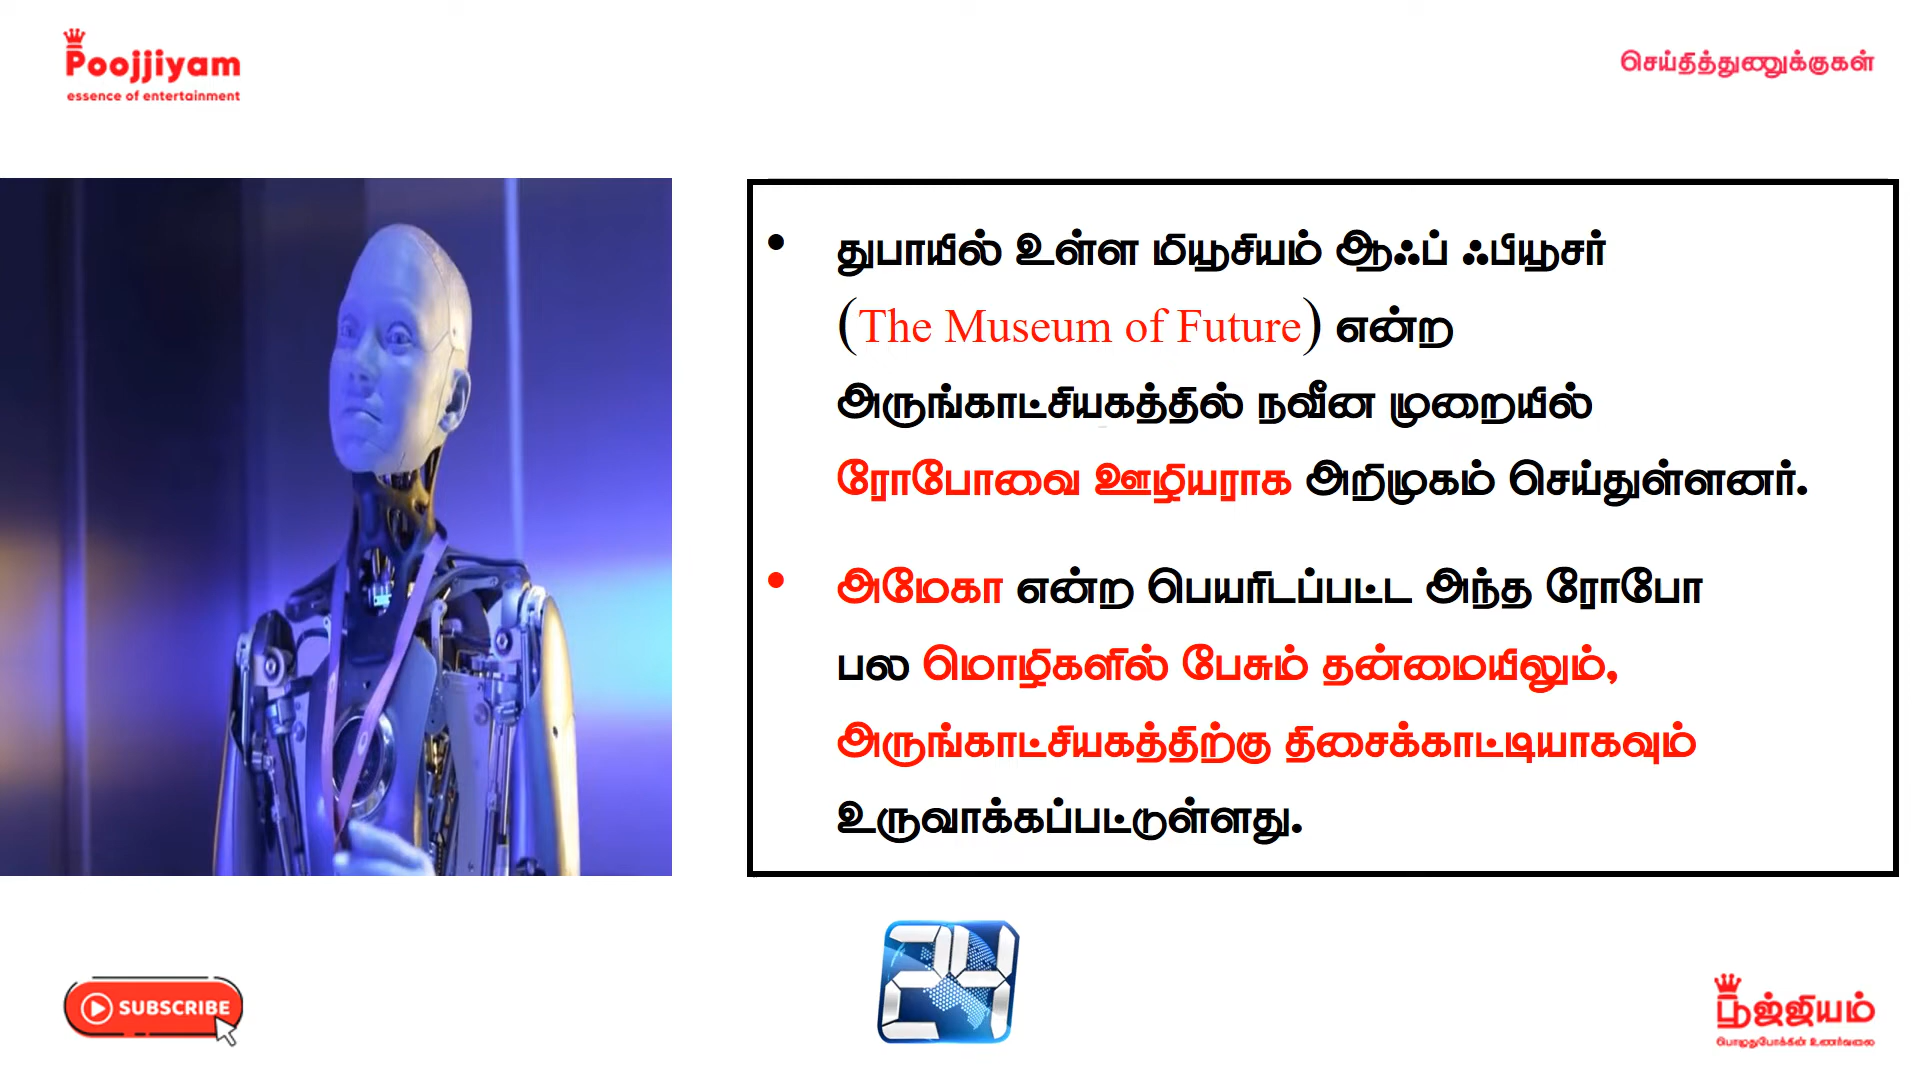 Poojjiyam
essence of entertainment
செய்தித்துணுக்குகள்
• துபாயில் உள்ள மியூசியம் ஆஃப் ஃபியூசர்
(The Museum of Future) என்ற
அருங்காட்சியகத்தில் நவீன முறையில்
ரோபோவை ஊழியராக அறிமுகம் செய்துள்ளனர்.
• அமேகா என்ற பெயரிடப்பட்ட அந்த ரோபோ
பல மொழிகளில் பேசும் தன்மையிலும்,
அருங்காட்சியகத்திற்கு திசைக்காட்டியாகவும்
உருவாக்கப்பட்டுள்ளது.
24
SUBSCRIBE
பூஜ்ஜியம்
பொழுதுபோக்கின் உணர்வலை